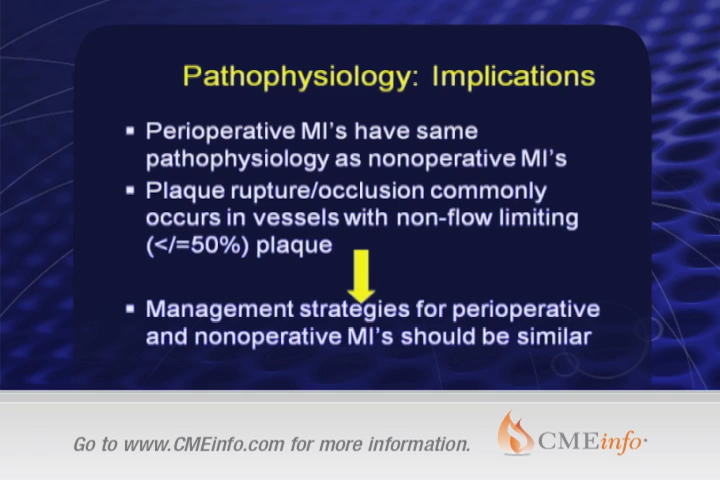 Pathophysiology: Implications
▪ Perioperative MI's have same
pathophysiology as nonoperative MI's
▪ Plaque rupture/occlusion commonly
occurs in vessels with non-flow limiting
(</=50%) plaque
▪ Management strategies for perioperative
and nonoperative MI's should be similar
Go to www.CMEinfo.com for more information.
CMEinfo